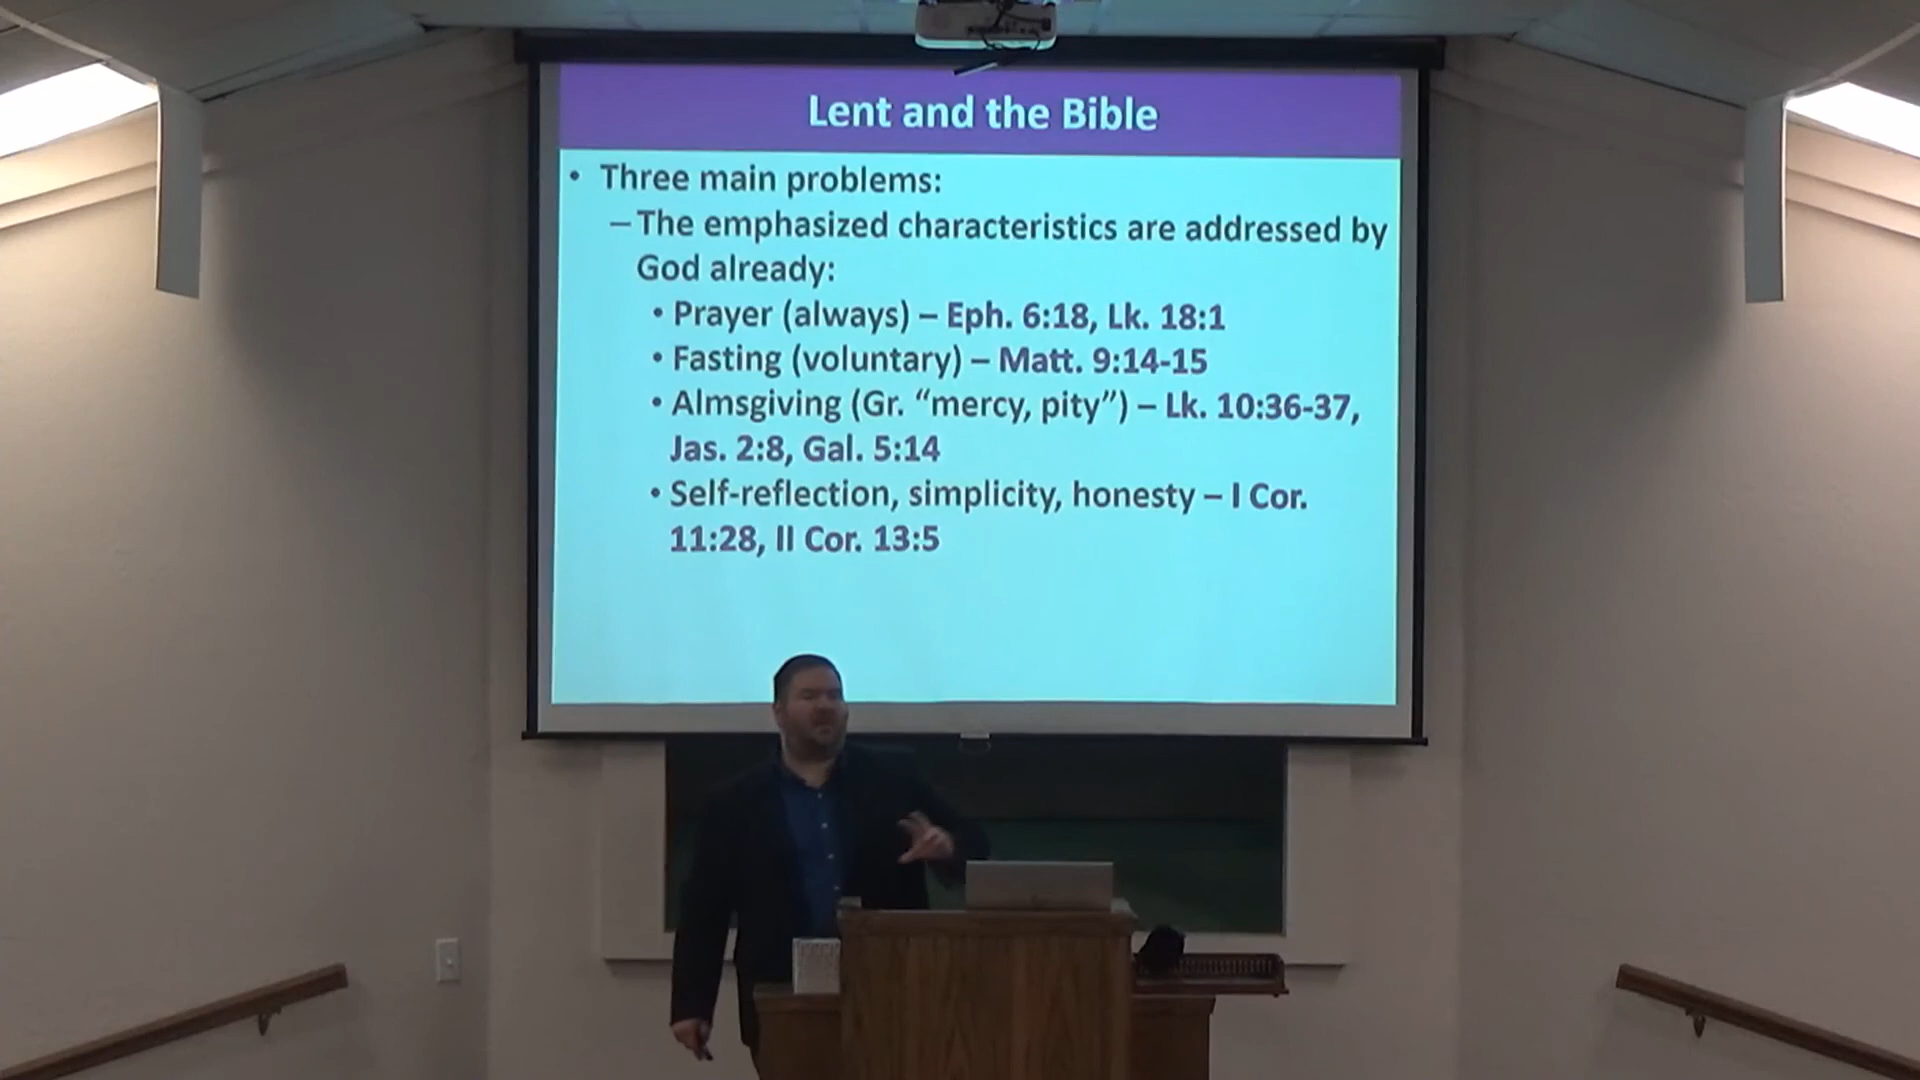 Lent and the Bible
• Three main problems:
– The emphasized characteristics are addressed by
God already:
• Prayer (always) – Eph. 6:18, Lk. 18:1
• Fasting (voluntary) – Matt. 9:14-15
• Almsgiving (Gr. “mercy, pity”) – Lk. 10:36-37,
Jas. 2:8, Gal. 5:14
• Self-reflection, simplicity, honesty – I Cor.
11:28, II Cor. 13:5